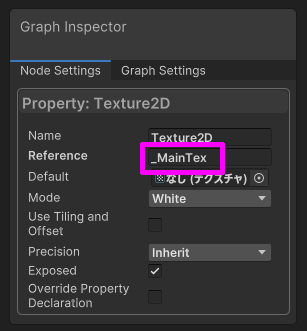 Graph Inspector
Node Settings Graph Settings
Property: Texture2D
Name Texture2D
Reference _MainTex
Default なし (テクスチャ)
Mode White
Use Tiling and
Offset
Precision Inherit
Exposed
Override Property
Declaration